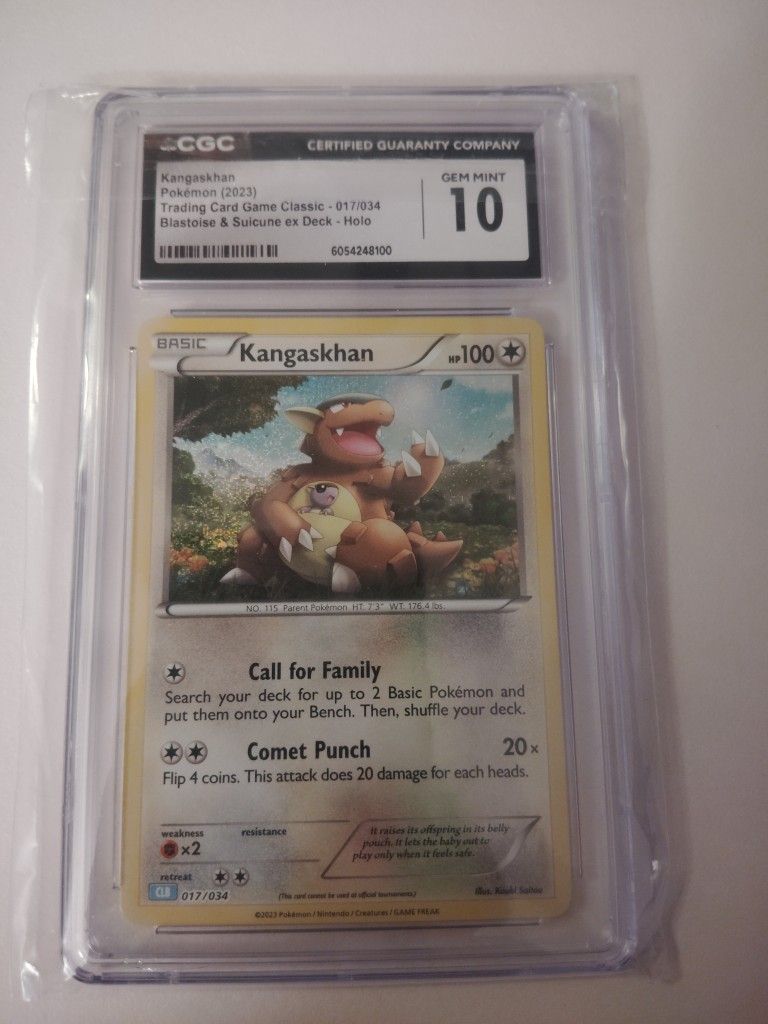 CGC CERTIFIED GUARANTY COMPANY
Kangaskhan
Pokémon (2023)
Trading Card Game Classic - 017/034
Blastoise & Suicune ex Deck - Holo
GEM MINT
10
6054248100
BASIC Kangaskhan HP100
NO. 115 Parent Pokémon HT: 7'3" WT: 176.4 lbs.
Call for Family
Search your deck for up to 2 Basic Pokémon and
put them onto your Bench. Then, shuffle your deck.
Comet Punch 20x
Flip 4 coins. This attack does 20 damage for each heads.
weakness resistance
x2
It raises its offspring in its belly
pouch. It lets the baby out to
play only when it feels safe.
retreat
CLB 017/034 (This card cannot be used at official tournaments.) Illus. Kouki Saitou
©2023 Pokémon / Nintendo / Creatures / GAME FREAK